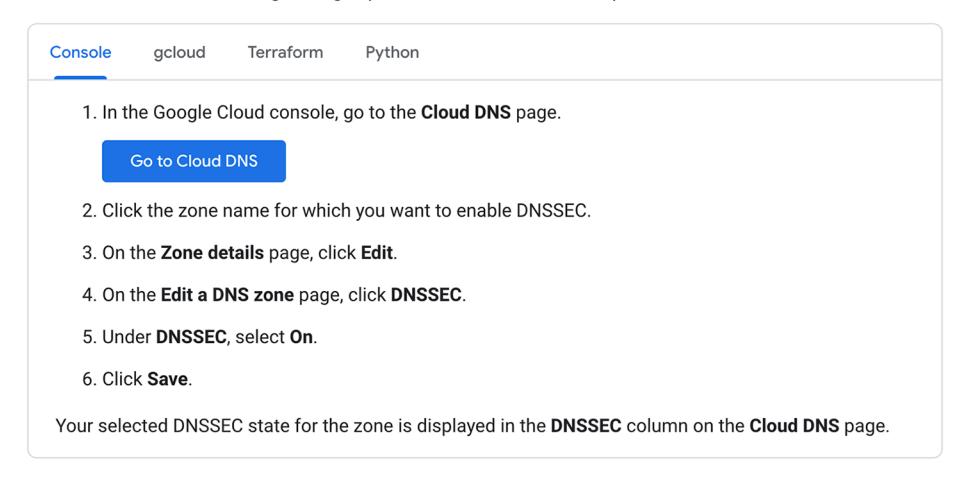 Console gcloud Terraform Python
1. In the Google Cloud console, go to the Cloud DNS page.
Go to Cloud DNS
2. Click the zone name for which you want to enable DNSSEC.
3. On the Zone details page, click Edit.
4. On the Edit a DNS zone page, click DNSSEC.
5. Under DNSSEC, select On.
6. Click Save.
Your selected DNSSEC state for the zone is displayed in the DNSSEC column on the Cloud DNS page.